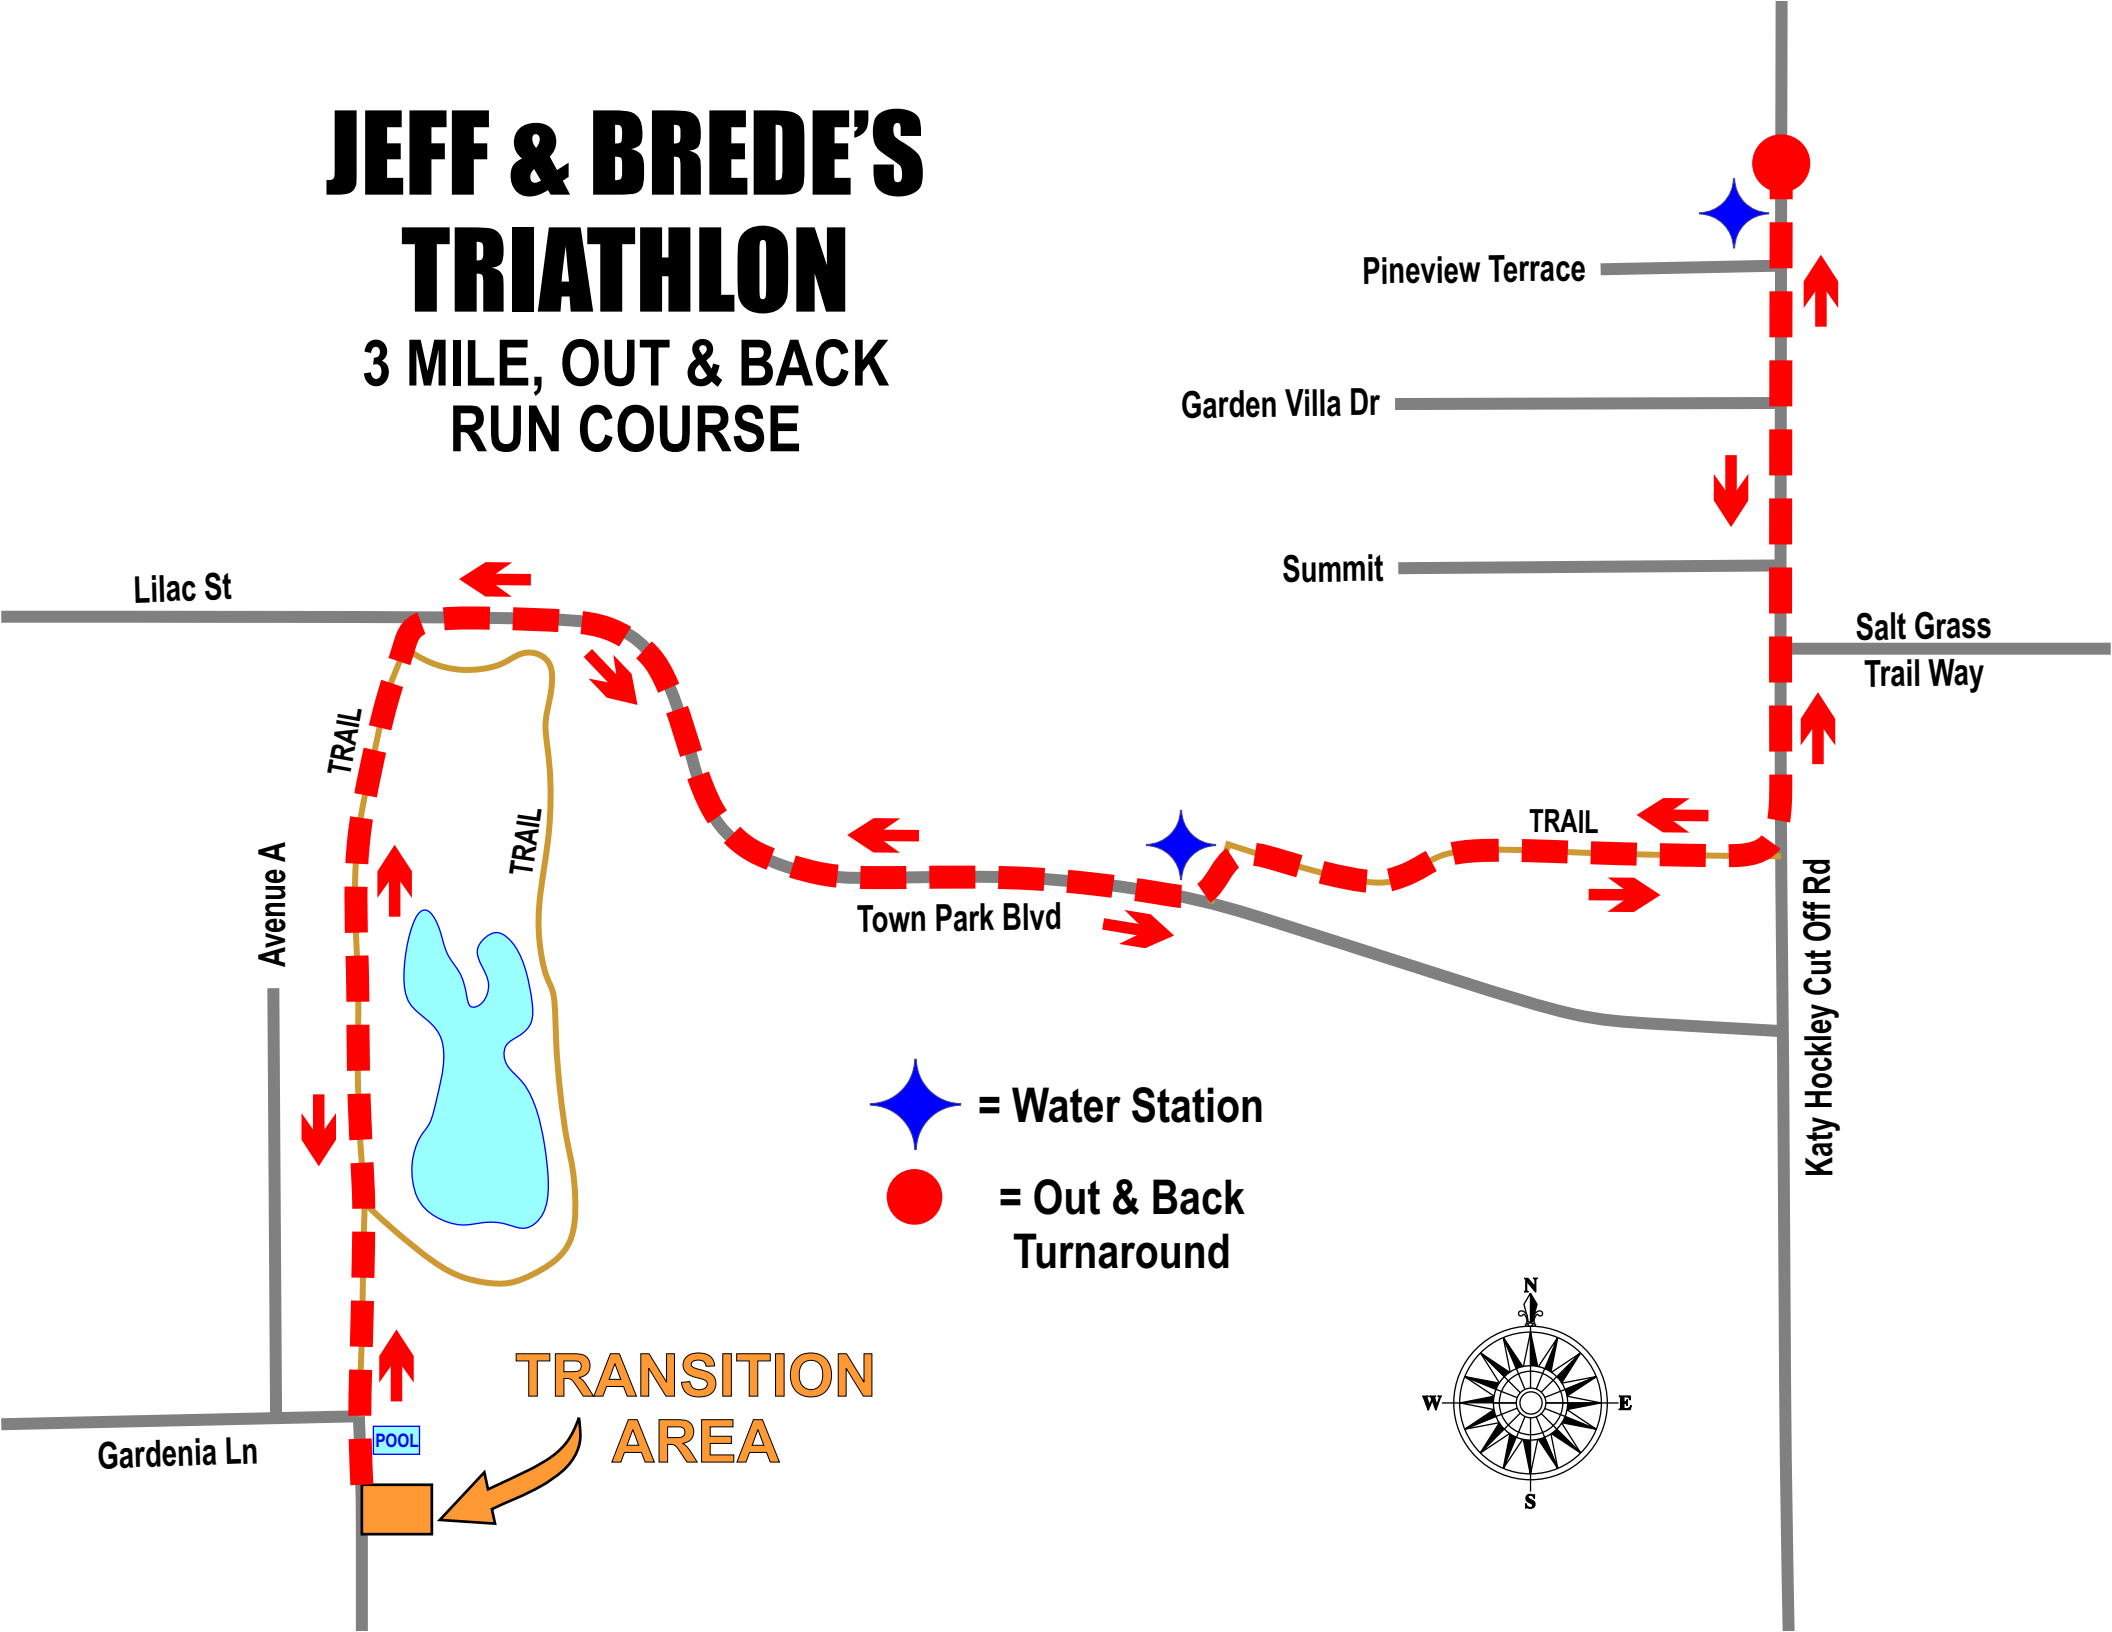 JEFF & BREDE'S
TRIATHLON
3 MILE, OUT & BACK
RUN COURSE
Pineview Terrace
Garden Villa Dr
Summit
Lilac St
Salt Grass
Trail Way
TRAIL
TRAIL
TRAIL
Avenue A
Town Park Blvd
Katy Hockley Cut Off Rd
= Water Station
= Out & Back
Turnaround
N
W
E
S
TRANSITION
AREA
POOL
Gardenia Ln